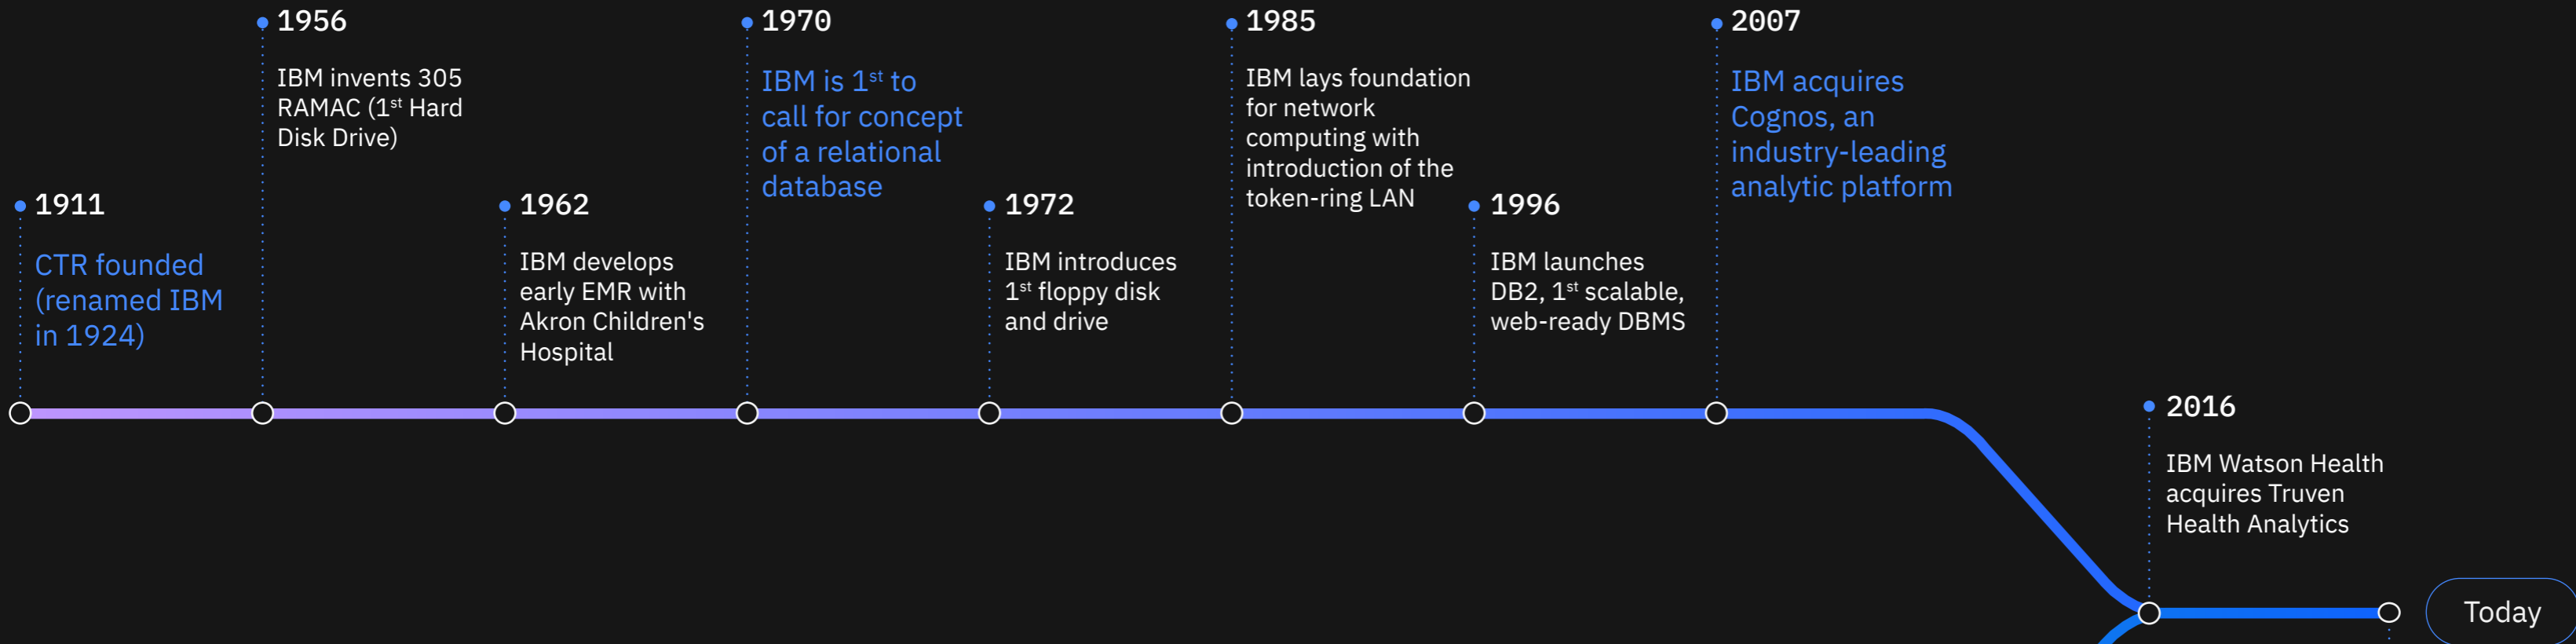 1911
CTR founded
(renamed IBM
in 1924)
1956
IBM invents 305
RAMAC (1st Hard
Disk Drive)
1962
IBM develops
early EMR with
Akron Children's
Hospital
1970
IBM is 1st to
call for concept
of a relational
database
1972
IBM introduces
1st floppy disk
and drive
1985
IBM lays foundation
for network
computing with
introduction of the
token-ring LAN
1996
IBM launches
DB2, 1st scalable,
web-ready DBMS
2007
IBM acquires
Cognos, an
industry-leading
analytic platform
2016
IBM Watson Health
acquires Truven
Health Analytics
Today